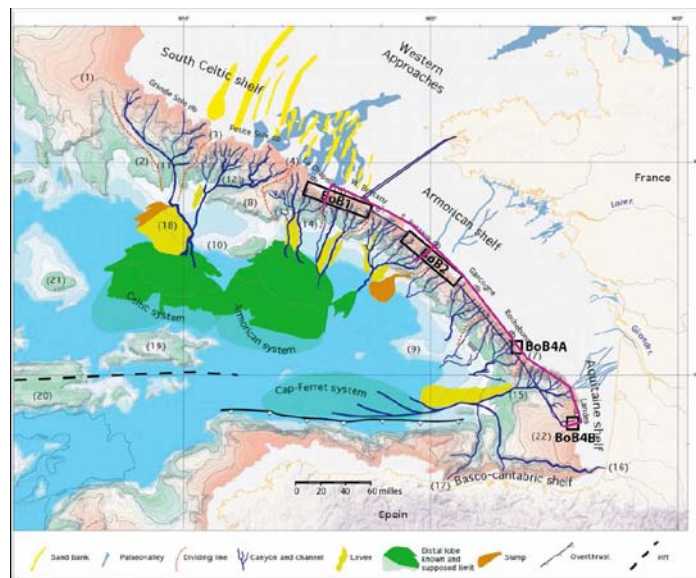 South Celtic shelf
Western
Approaches
(1)
Grande Sole
(3)
Petite Sole
(2)
(11)
(12)
(4)
(8)
BoB1
(14)
Armorican shelf
France
Loire
(18)
(10)
BoB2
Gascogne
(21)
Celtic system
Armorican system
(19)
(9)
Rochebonne
BoB4A
(7)
Aquitaine shelf
(20)
Cap-Ferret system
(15)
Landes
(22)
BoB4B
(16)
(17)
Basco-cantabric shelf
0 20 40 60 milles
Spain
Sand bank
Paleovalley
Dividing line
Canyon and channel
Levee
Distal lobe
known and
supposed limit
Slump
Overthrust
Rift